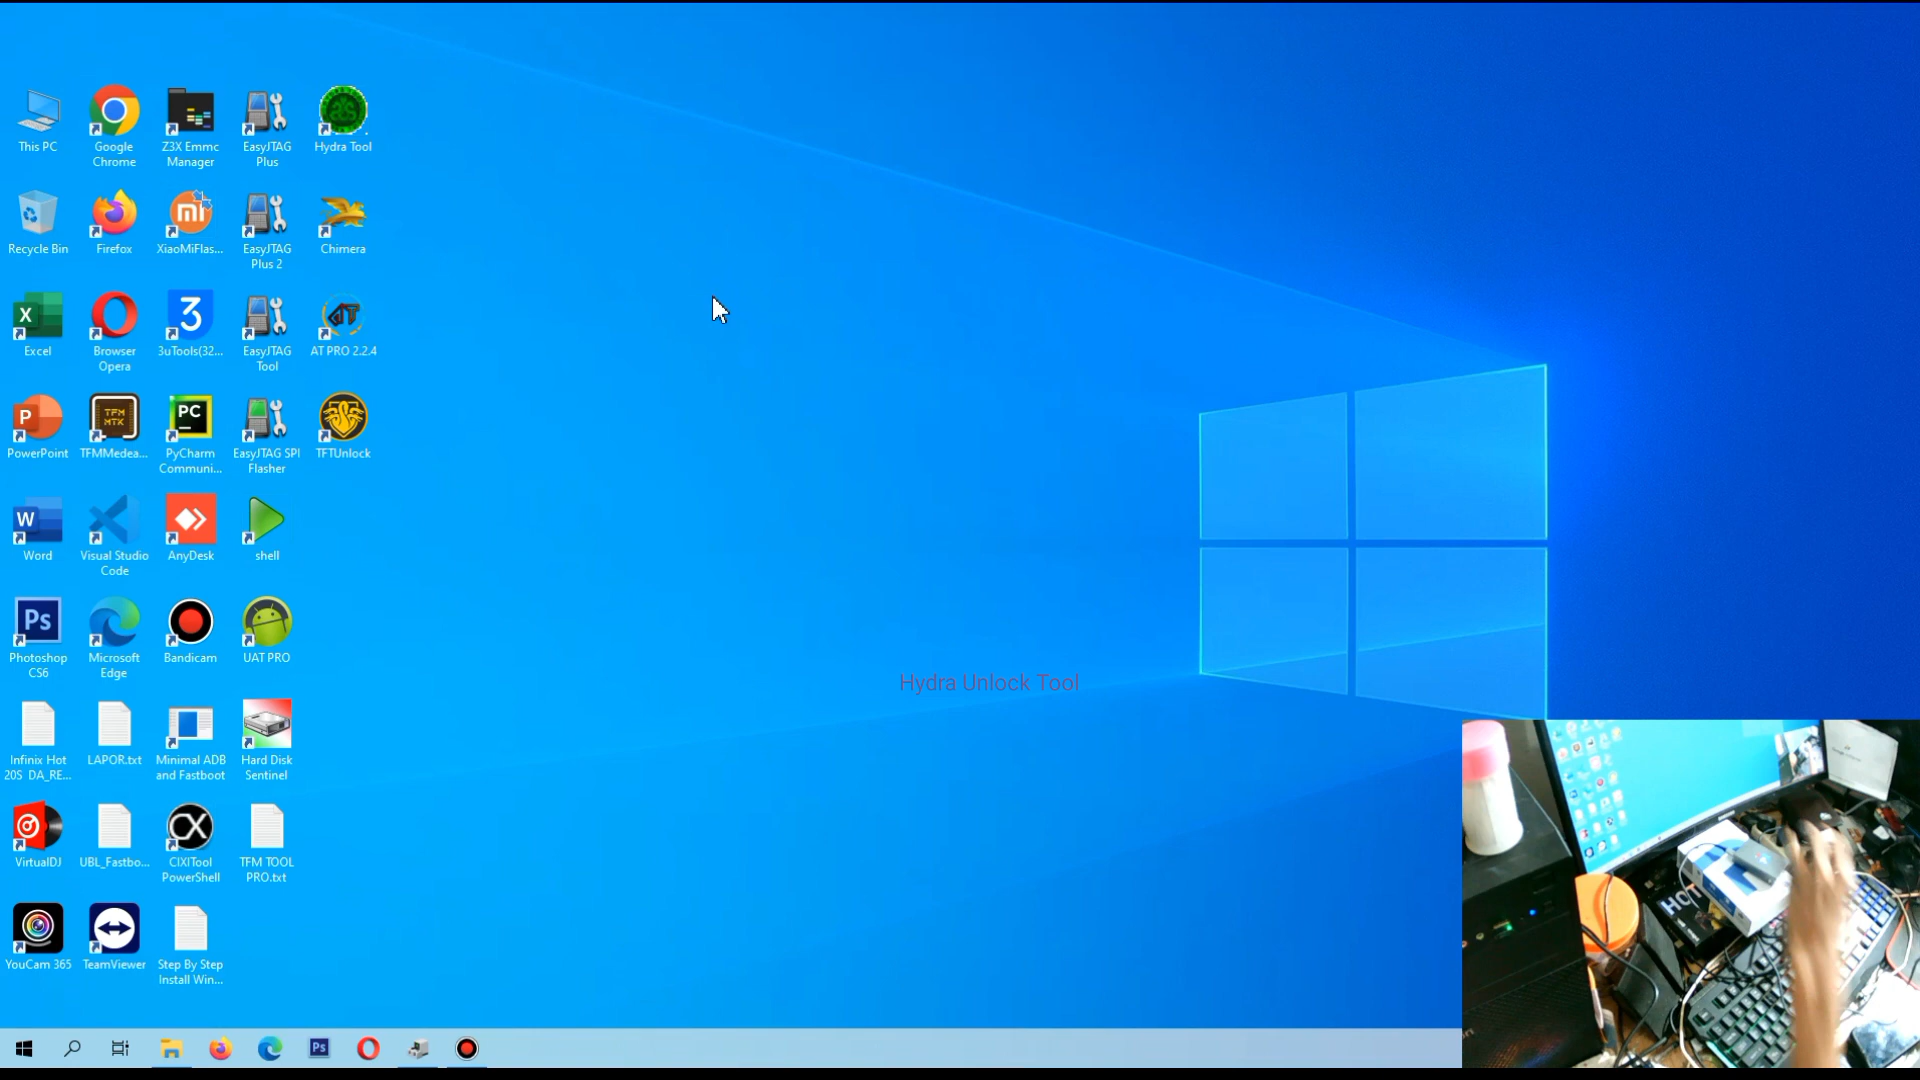 This PC
Google
Chrome
Z3X Emmc
Manager
EasyJTAG
Plus
Hydra Tool
Recycle Bin
Firefox
XiaoMiFlas...
EasyJTAG
Plus 2
Chimera
Excel
Browser
Opera
3uTools(32...
EasyJTAG
Tool
AT PRO 2.2.4
PowerPoint
TFMMedea...
PyCharm
Communi...
EasyJTAG SPI
Flasher
TFTUnlock
Word
Visual Studio
Code
AnyDesk
shell
Photoshop
CS6
Microsoft
Edge
Bandicam
UAT PRO
Hydra Unlock Tool
Infinix Hot
20S DA_RE...
LAPOR.txt
Minimal ADB
and Fastboot
Hard Disk
Sentinel
VirtualDJ
UBL_Fastbo...
CIXITool
PowerShell
TFM TOOL
PRO.txt
YouCam 365
TeamViewer
Step By Step
Install Win...